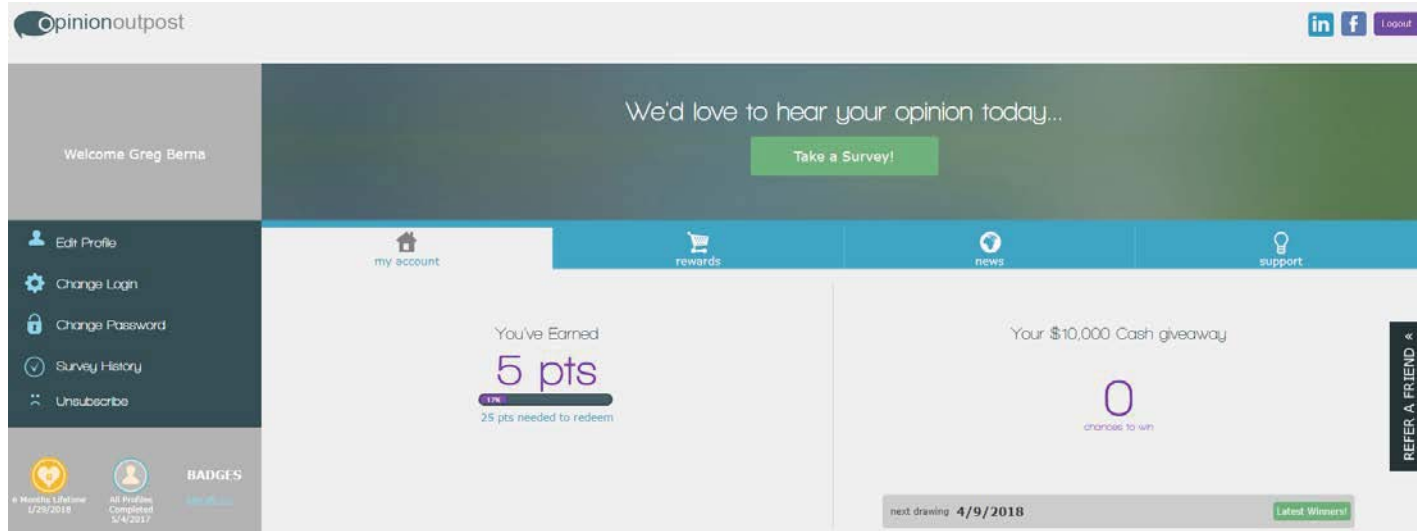 opinionoutpost
in f Logout
Welcome Greg Berna
We'd love to hear your opinion today...
Take a Survey!
Edit Profile
Change Login
Change Password
Survey History
Unsubscribe
my account
rewards
news
support
You've Earned
5 pts
17%
25 pts needed to redeem
Your $10,000 Cash giveaway
0
chances to win
REFER A FRIEND «
BADGES
6 Months Lifetime
1/29/2018
All Profiles
Completed
5/4/2017
next drawing 4/9/2018
Latest Winners!